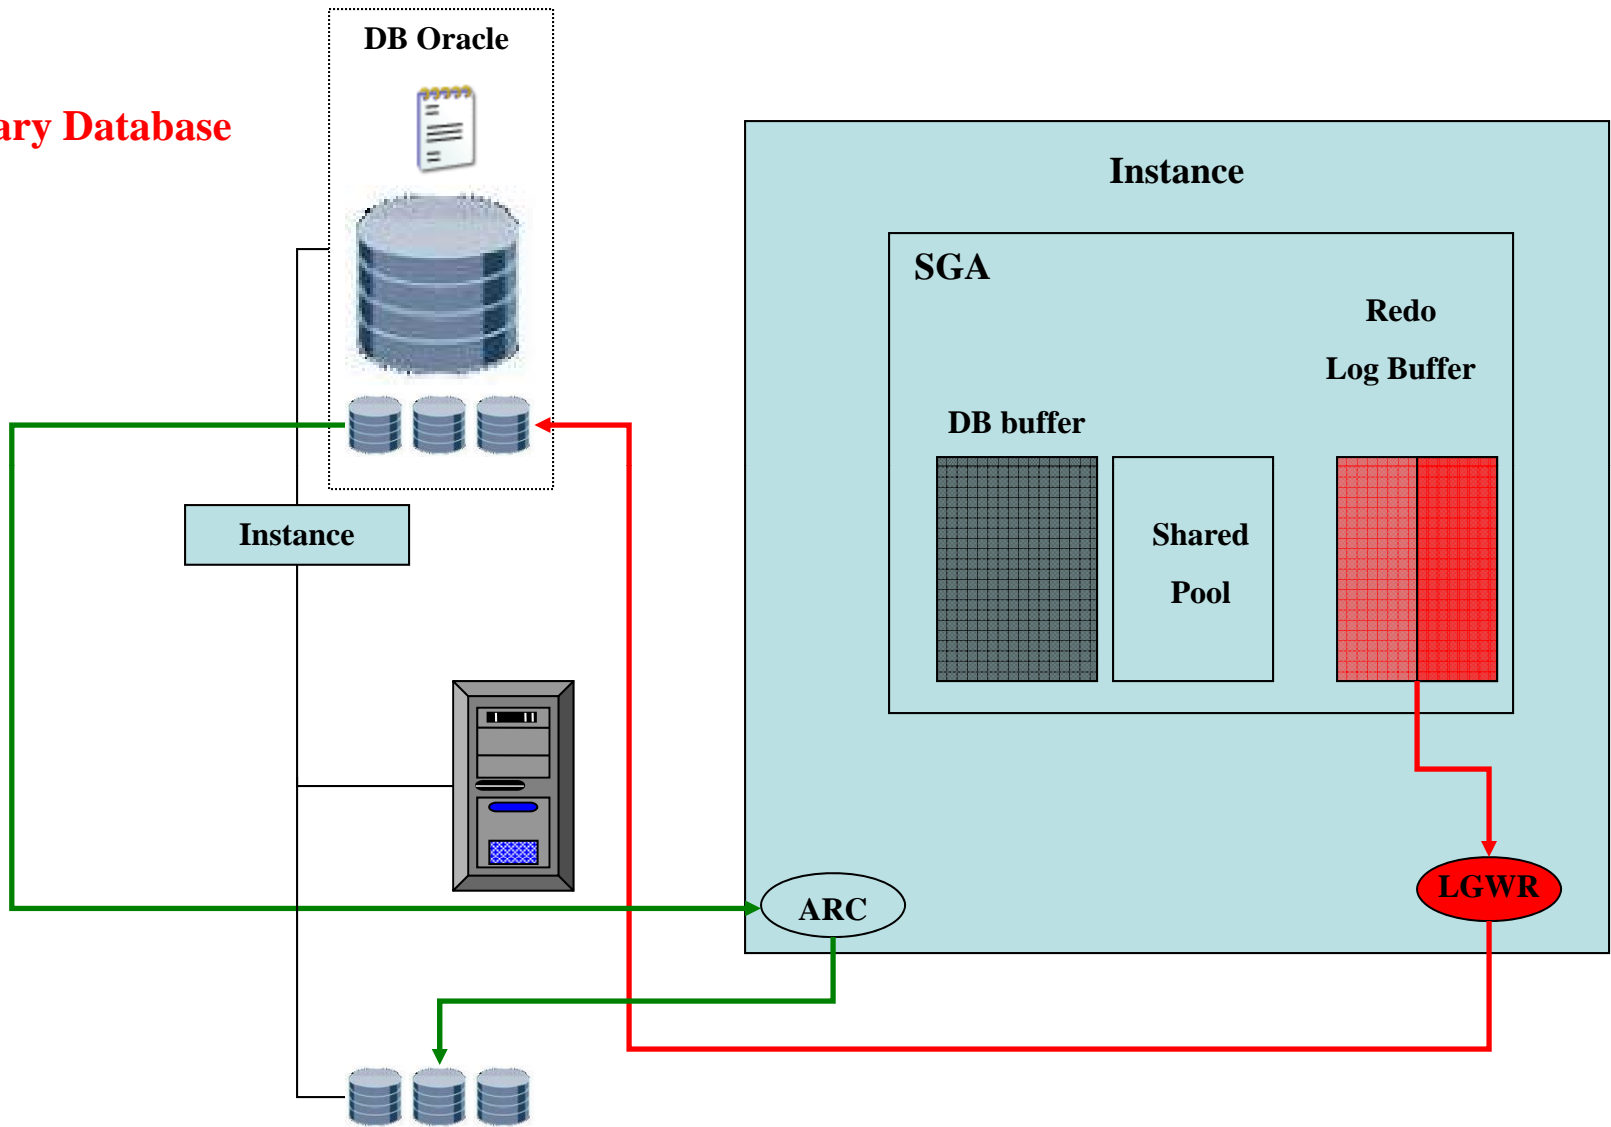 DB Oracle
ary Database
Instance
SGA
Redo
Log Buffer
DB buffer
Shared
Pool
Instance
LGWR
ARC